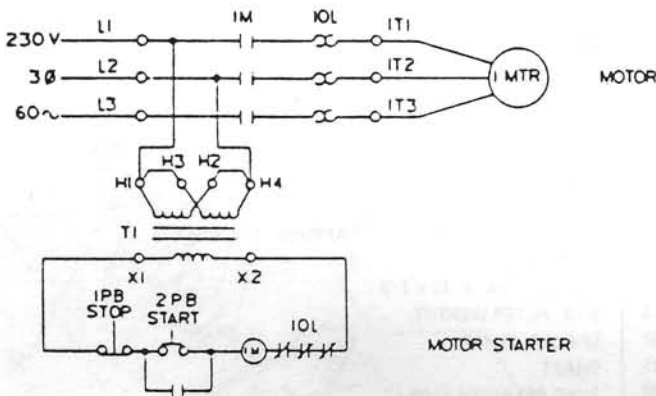 1M 1OL
230 V L1 1T1
3Ø L2 1T2 1 MTR MOTOR
60~ L3 1T3
H3 H2
H1 H4
T1
X1 X2
1PB STOP 2PB START 1OL
1M MOTOR STARTER